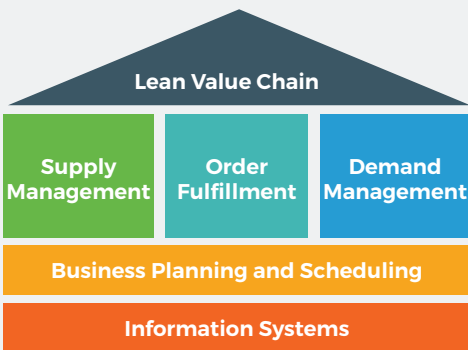 Lean Value Chain
Supply
Management
Order
Fulfillment
Demand
Management
Business Planning and Scheduling
Information Systems